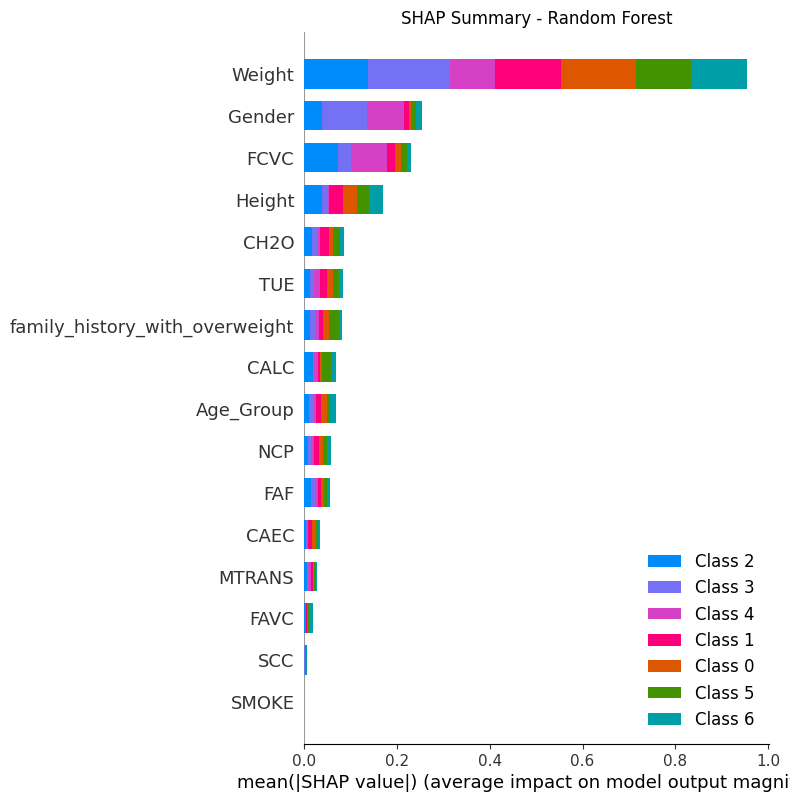 SHAP Summary - Random Forest
Weight
Gender
FCVC
Height
CH2O
TUE
family_history_with_overweight
CALC
Age_Group
NCP
FAF
CAEC
MTRANS
FAVC
SCC
SMOKE
Class 2
Class 3
Class 4
Class 1
Class 0
Class 5
Class 6
0.0 0.2 0.4 0.6 0.8 1.0
mean(|SHAP value|) (average impact on model output magni